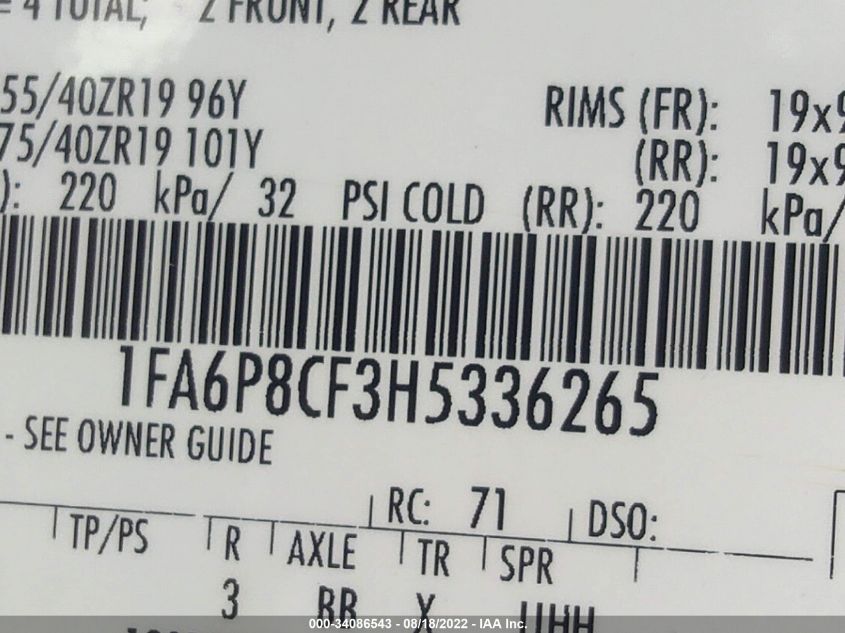 = 4 TOTAL; 2 FRONT, 2 REAR
55/40ZR19 96Y RIMS (FR): 19x9
75/40ZR19 101Y (RR): 19x9
): 220 kPa/ 32 PSI COLD (RR): 220 kPa/
1FA6P8CF3H5336265
- SEE OWNER GUIDE
RC: 71 DSO:
TP/PS R AXLE TR SPR
3 X
000-34086543 - 08/18/2022 - IAA Inc.